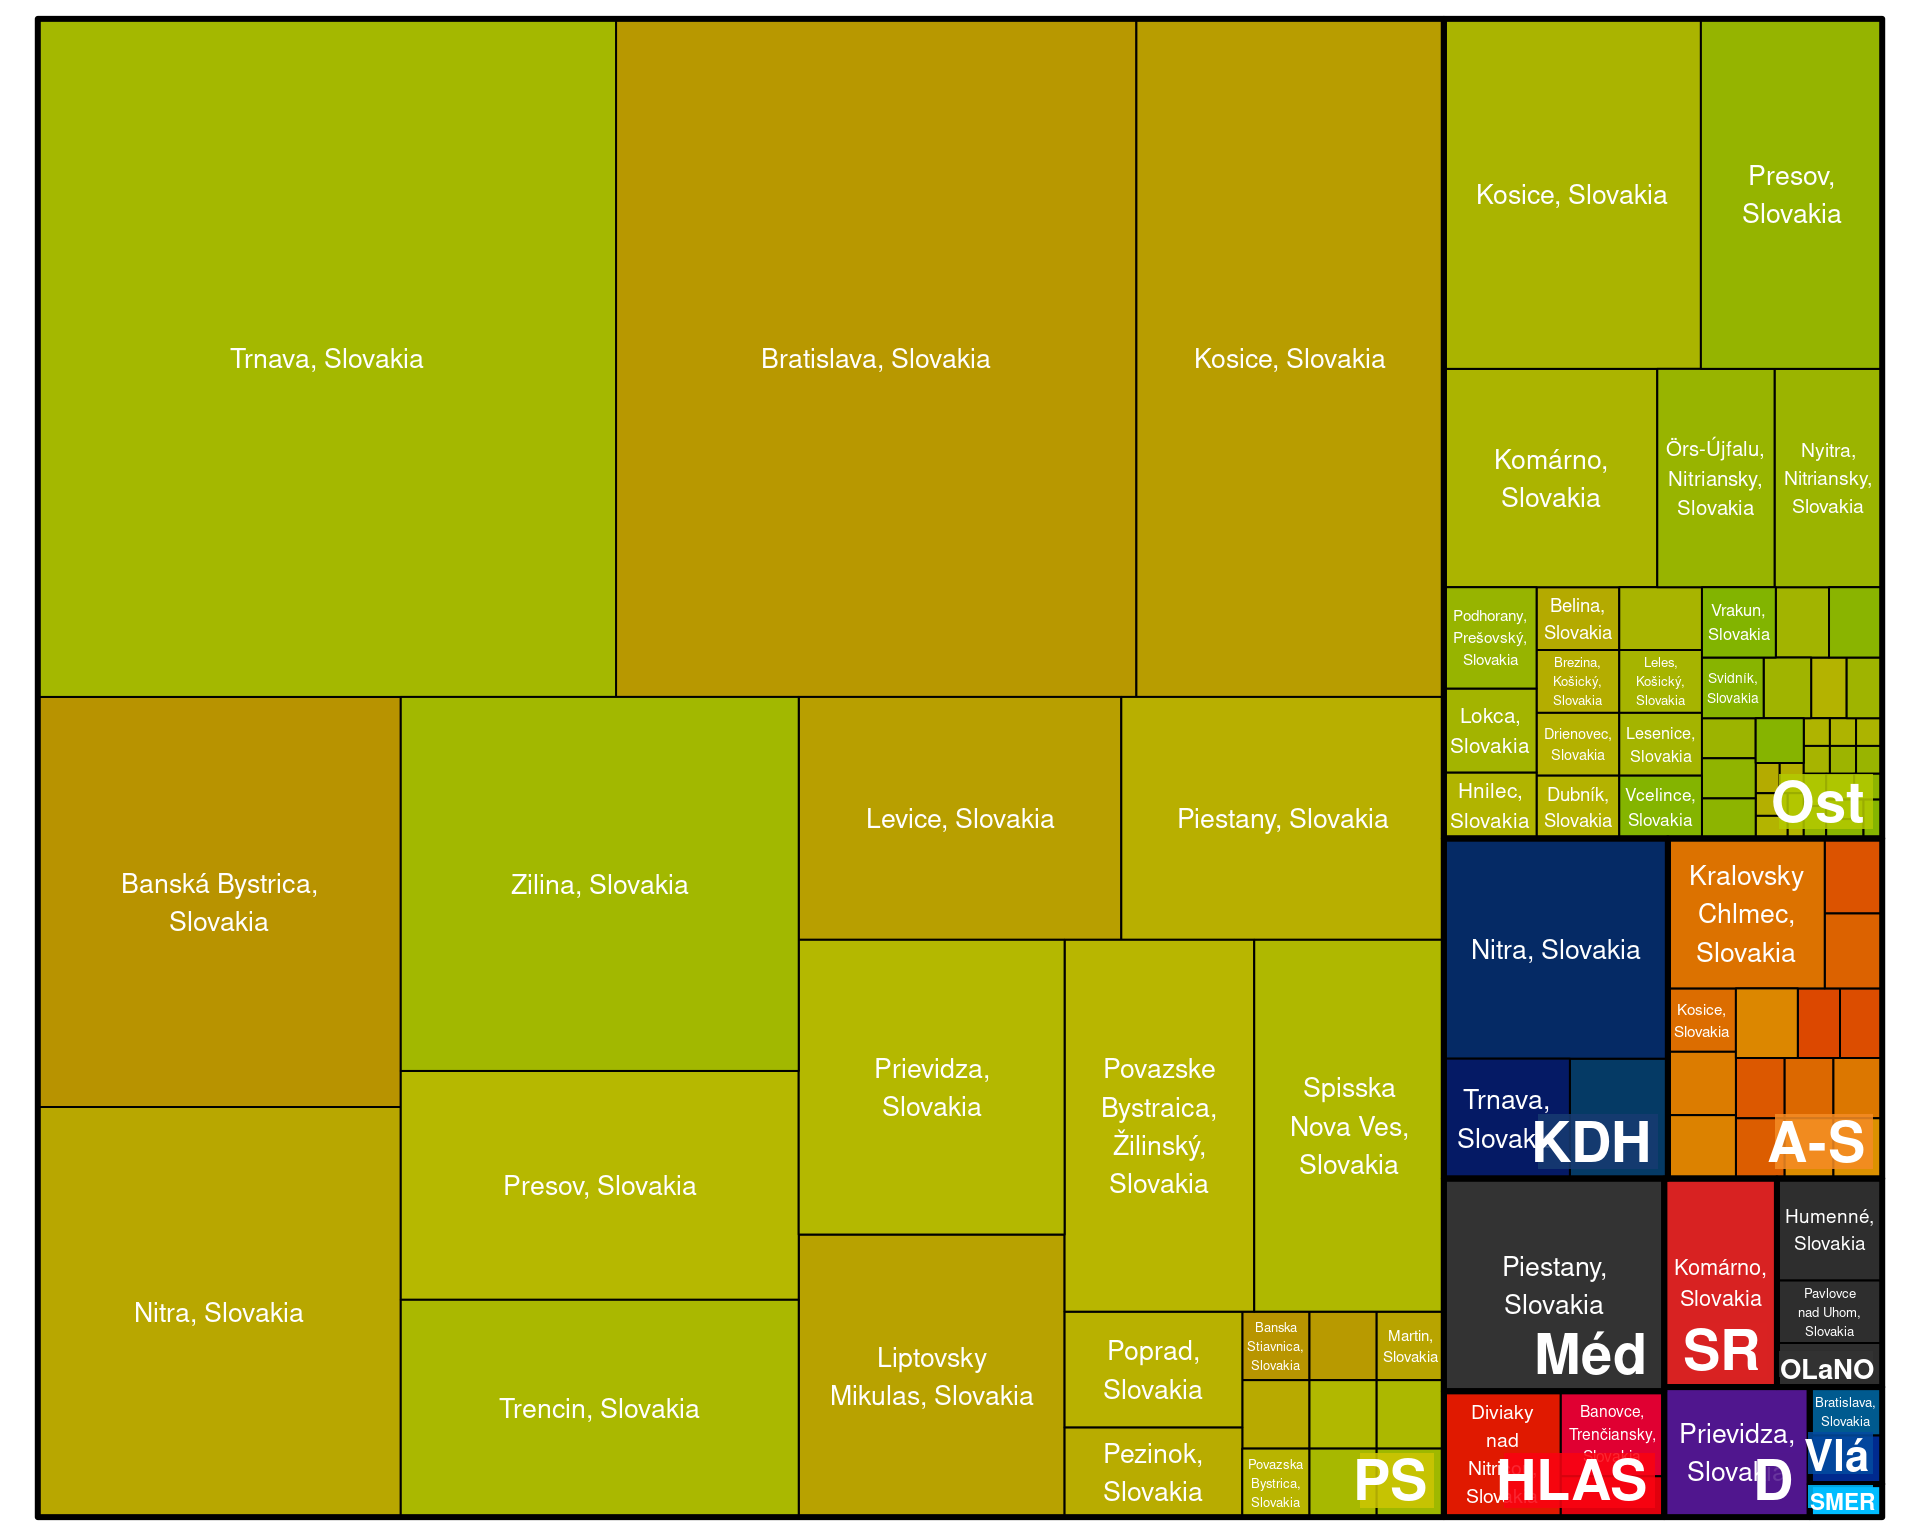 Trnava, Slovakia
Bratislava, Slovakia
Kosice, Slovakia
Banská Bystrica,
Slovakia
Zilina, Slovakia
Levice, Slovakia
Piestany, Slovakia
Nitra, Slovakia
Presov, Slovakia
Trencin, Slovakia
Prievidza,
Slovakia
Povazske
Bystraica,
Žilinský,
Slovakia
Spisska
Nova Ves,
Slovakia
Liptovsky
Mikulas, Slovakia
Poprad,
Slovakia
Pezinok,
Slovakia
Banska
Stiavnica,
Slovakia
Martin,
Slovakia
Povazska
Bystrica,
Slovakia
PS
Kosice, Slovakia
Presov,
Slovakia
Komárno,
Slovakia
Örs-Újfalu,
Nitriansky,
Slovakia
Nyitra,
Nitriansky,
Slovakia
Podhorany,
Prešovský,
Slovakia
Lokca,
Slovakia
Hnilec,
Slovakia
Belina,
Slovakia
Brezina,
Košický,
Slovakia
Drienovec,
Slovakia
Dubník,
Slovakia
Leles,
Košický,
Slovakia
Lesenice,
Slovakia
Vcelince,
Slovakia
Vrakun,
Slovakia
Svidník,
Slovakia
Ost
Nitra, Slovakia
Trnava,
Slovak
KDH
Kralovsky
Chlmec,
Slovakia
Kosice,
Slovakia
A-S
Piestany,
Slovakia
Méd
Komárno,
Slovakia
SR
Humenné,
Slovakia
Pavlovce
nad Uhom,
Slovakia
OLaNO
Diviaky
nad
Slovakia
Banovce,
Trenčiansky,
Slovakia
HLAS
Prievidza,
Slovakia
D
Bratislava,
Slovakia
Vlá
SMER